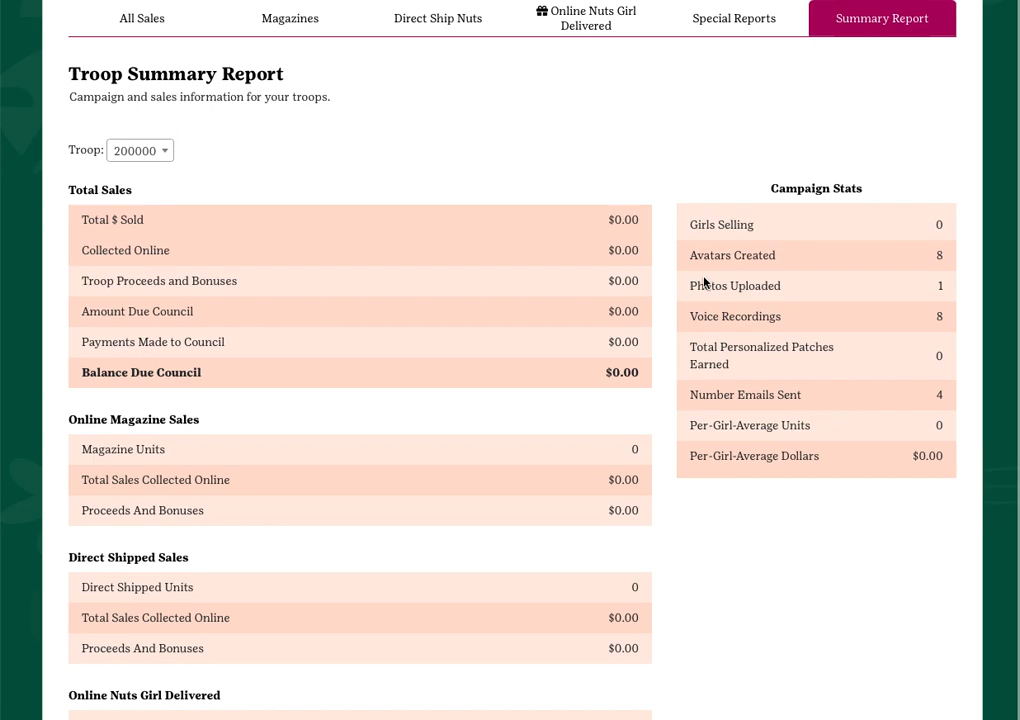 All Sales
Magazines
Direct Ship Nuts
Online Nuts Girl
Delivered
Special Reports
Summary Report
Troop Summary Report
Campaign and sales information for your troops.
Troop: 200000
Total Sales
Total $ Sold $0.00
Collected Online $0.00
Troop Proceeds and Bonuses $0.00
Amount Due Council $0.00
Payments Made to Council $0.00
Balance Due Council $0.00
Online Magazine Sales
Magazine Units 0
Total Sales Collected Online $0.00
Proceeds And Bonuses $0.00
Direct Shipped Sales
Direct Shipped Units 0
Total Sales Collected Online $0.00
Proceeds And Bonuses $0.00
Online Nuts Girl Delivered
Campaign Stats
Girls Selling 0
Avatars Created 8
Photos Uploaded 1
Voice Recordings 8
Total Personalized Patches
Earned 0
Number Emails Sent 4
Per-Girl-Average Units 0
Per-Girl-Average Dollars $0.00